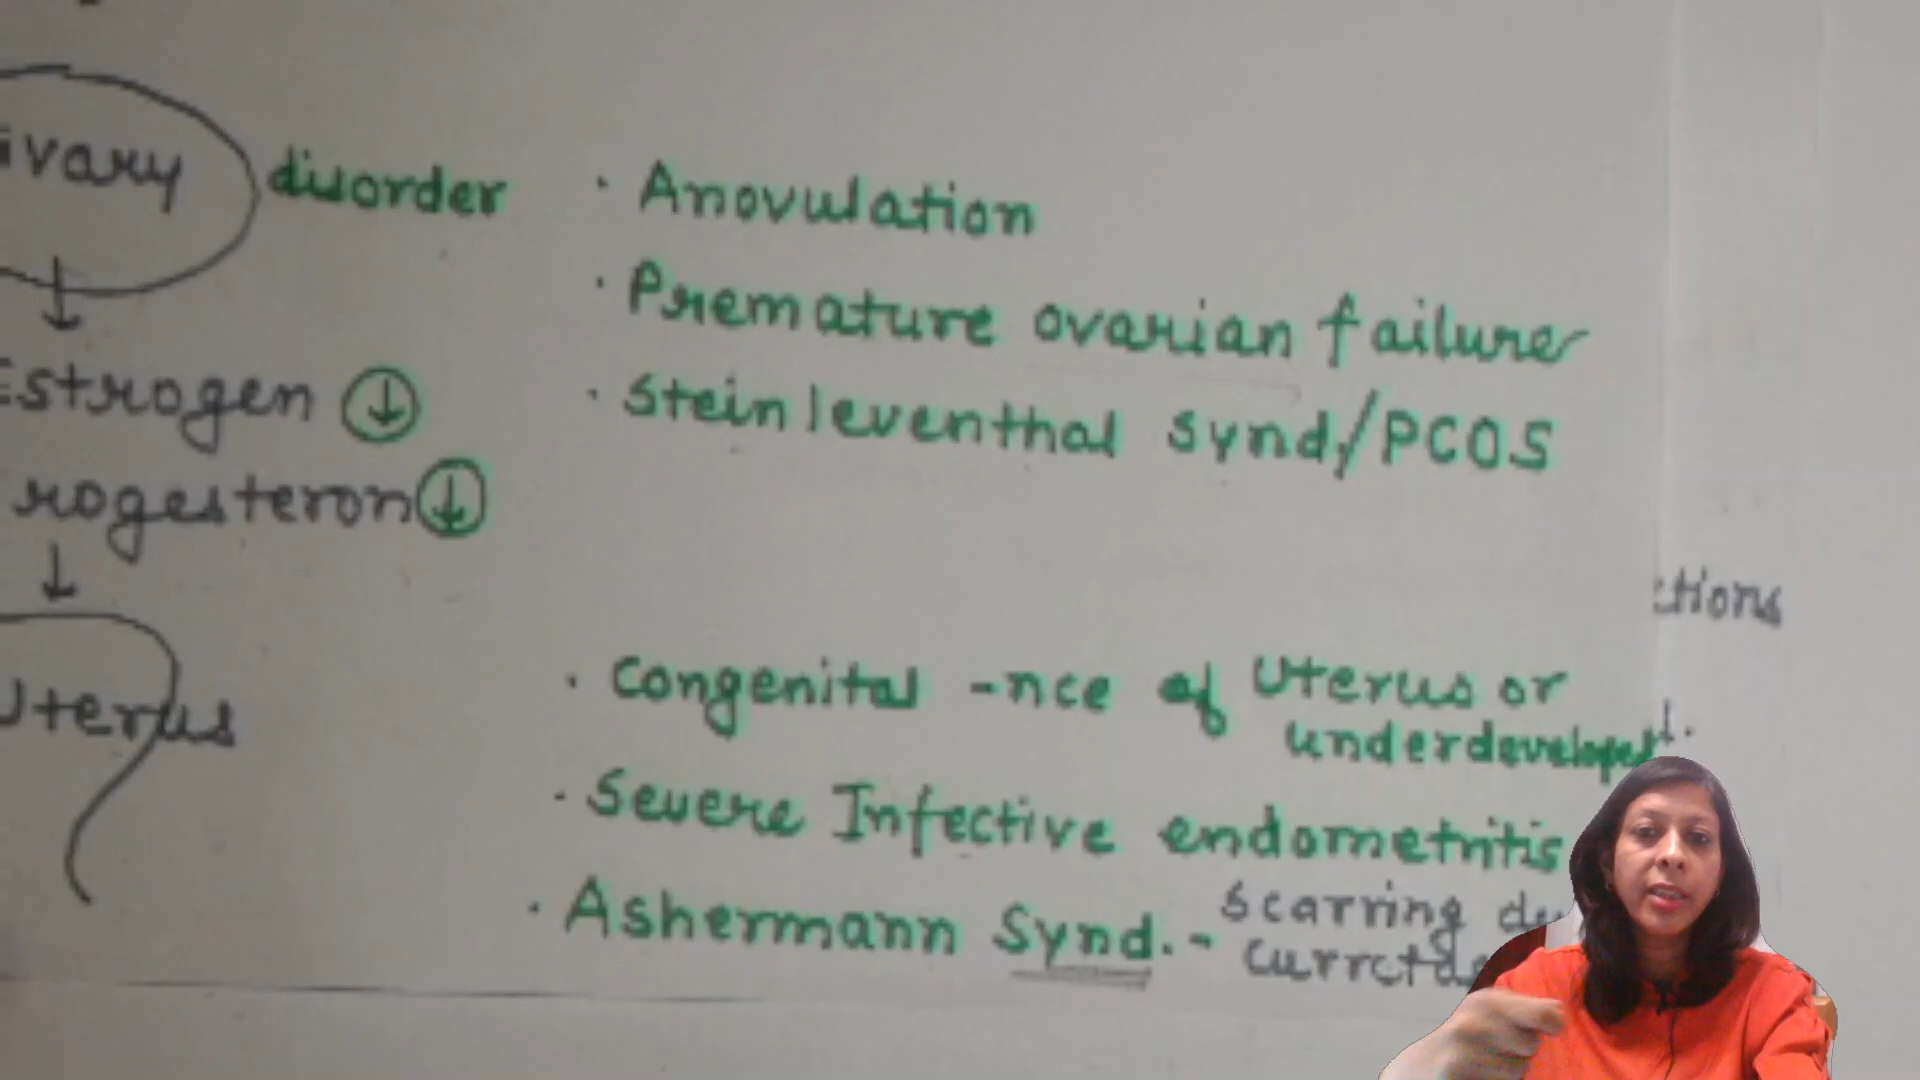 ivary disorder
· Anovulation
· Premature ovarian failure
· Stein leventhal synd/PCOS
Estrogen ↓
rogesteron ↓
↓
ctions
Uterus
· Congenital -nce of Uterus or
underdeveloped
· Severe Infective endometritis
· Ashermann Synd. - scarring